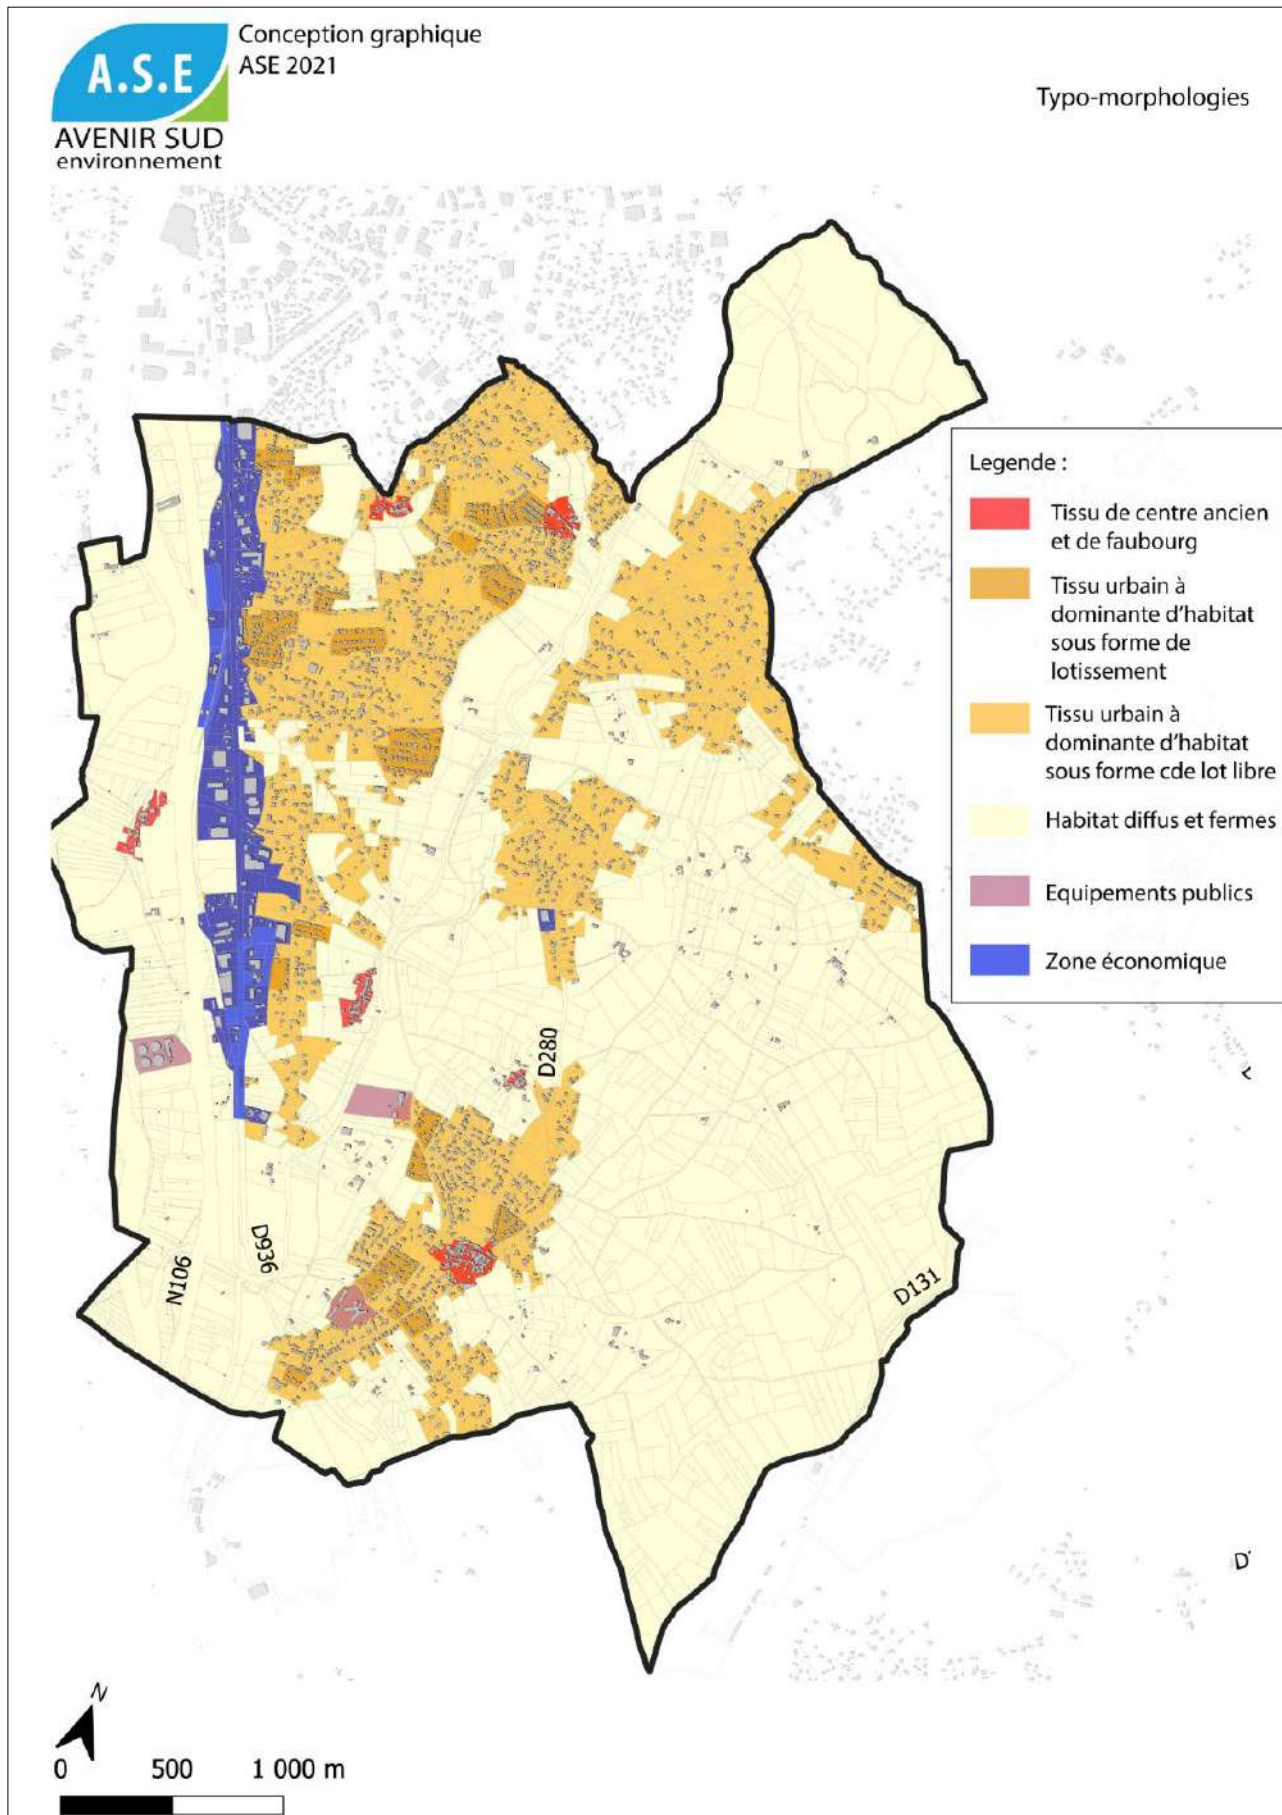 A.S.E
AVENIR SUD
environnement
Conception graphique
ASE 2021
Typo-morphologies
Legende :
Tissu de centre ancien
et de faubourg
Tissu urbain à
dominante d'habitat
sous forme de
lotissement
Tissu urbain à
dominante d'habitat
sous forme cde lot libre
Habitat diffus et fermes
Equipements publics
Zone économique
D280
D936
N106
D131
N
0 500 1 000 m